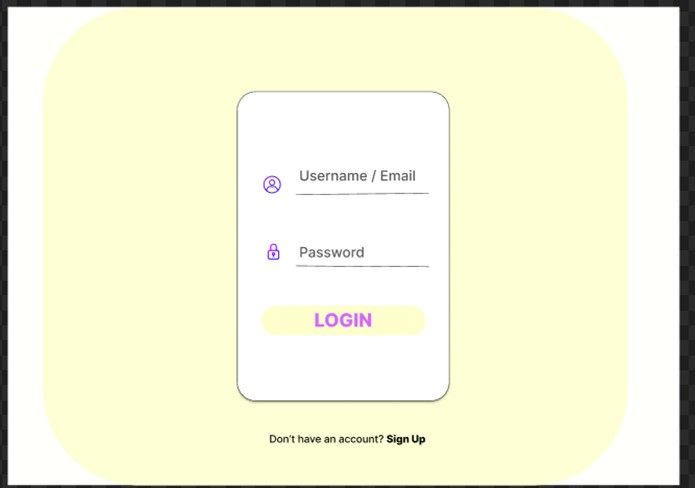 Username / Email
Password
LOGIN
Don't have an account? Sign Up